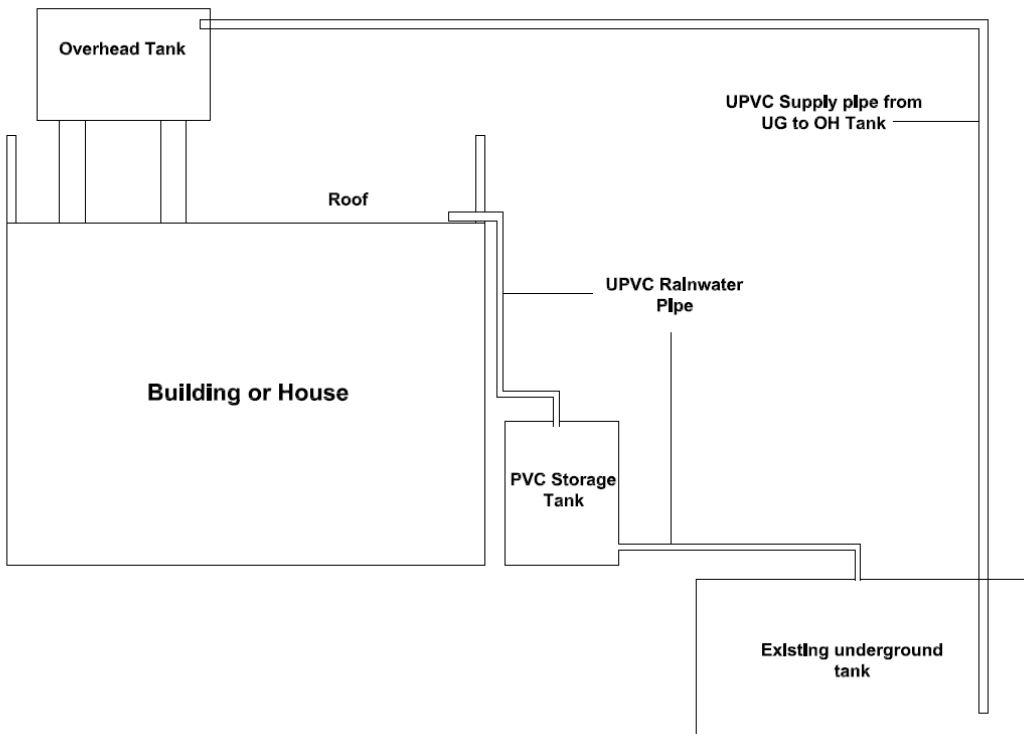 Overhead Tank
UPVC Supply pipe from
UG to OH Tank
Roof
UPVC Rainwater
Pipe
Building or House
PVC Storage
Tank
Existing underground
tank